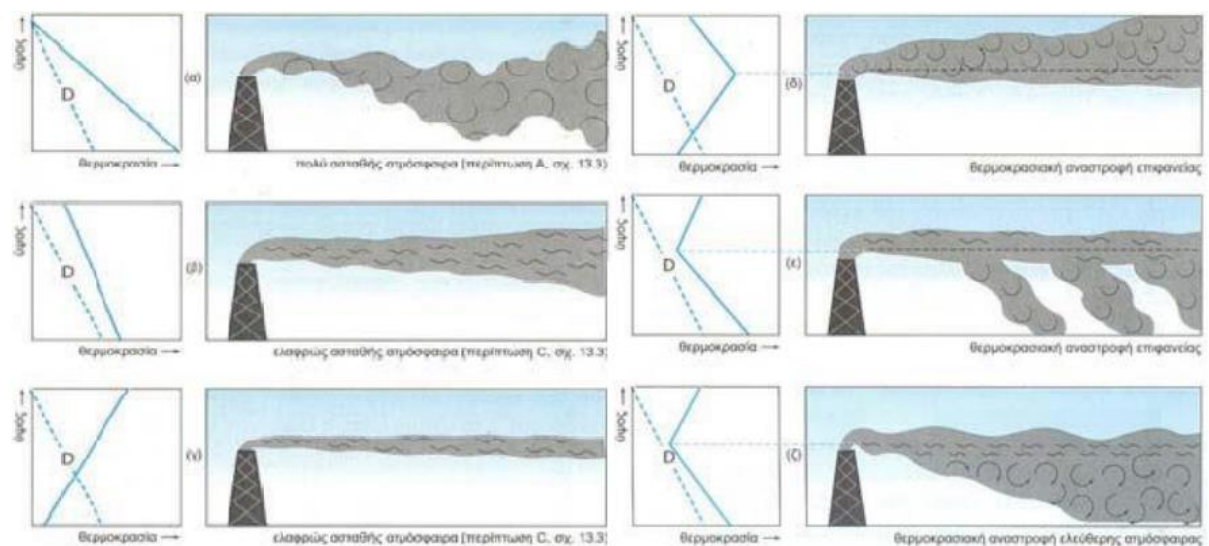 ύψος →
D
θερμοκρασία →
(α)
πολύ ασταθής ατμόσφαιρα (περίπτωση Α, σχ. 13.3)
ύψος →
D
θερμοκρασία →
(δ)
θερμοκρασιακή αναστροφή επιφανείας
ύψος →
D
θερμοκρασία →
(β)
ελαφρώς ασταθής ατμόσφαιρα (περίπτωση C, σχ. 13.3)
ύψος →
D
θερμοκρασία →
(ε)
θερμοκρασιακή αναστροφή επιφανείας
ύψος →
D
θερμοκρασία →
(γ)
ελαφρώς ασταθής ατμόσφαιρα (περίπτωση C, σχ. 13.3)
ύψος →
D
θερμοκρασία →
(ζ)
θερμοκρασιακή αναστροφή ελεύθερης ατμόσφαιρας